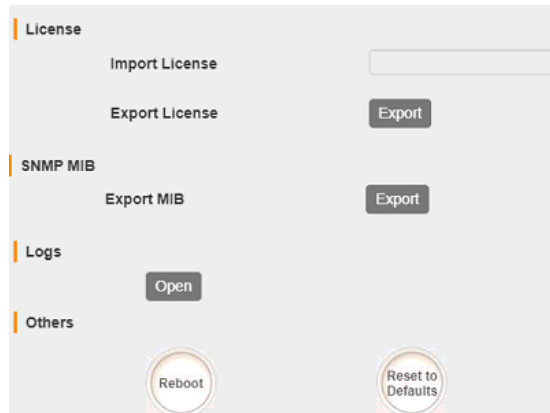 License
Import License
Export License Export
SNMP MIB
Export MIB Export
Logs
Open
Others
Reboot
Reset to
Defaults